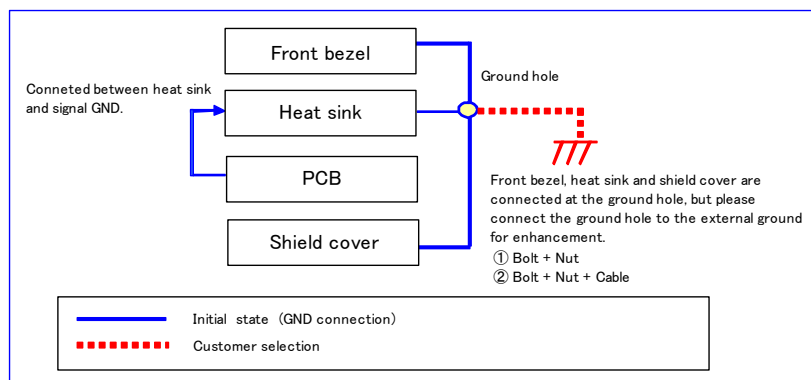 Front bezel
Ground hole
Conneted between heat sink
and signal GND.
Heat sink
PCB
Front bezel, heat sink and shield cover are
connected at the ground hole, but please
connect the ground hole to the external ground
for enhancement.
① Bolt + Nut
② Bolt + Nut + Cable
Shield cover
Initial state (GND connection)
Customer selection